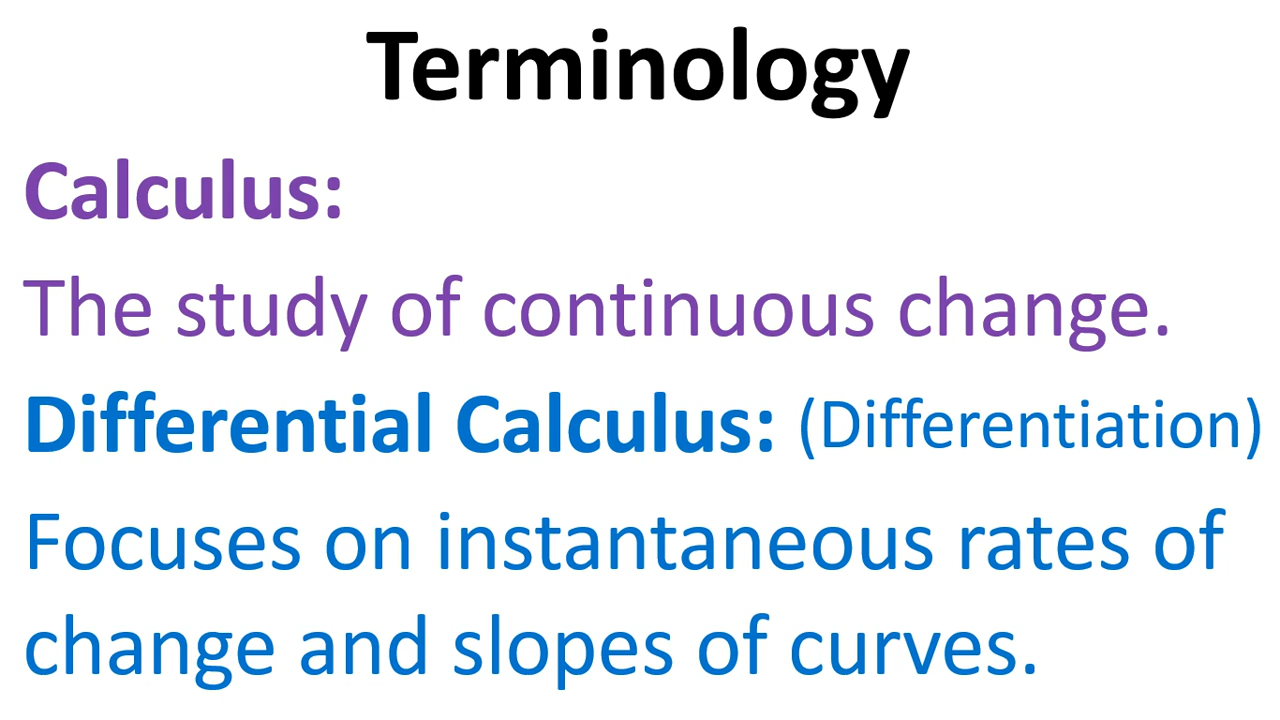 Terminology
Calculus:
The study of continuous change.
Differential Calculus: (Differentiation)
Focuses on instantaneous rates of
change and slopes of curves.